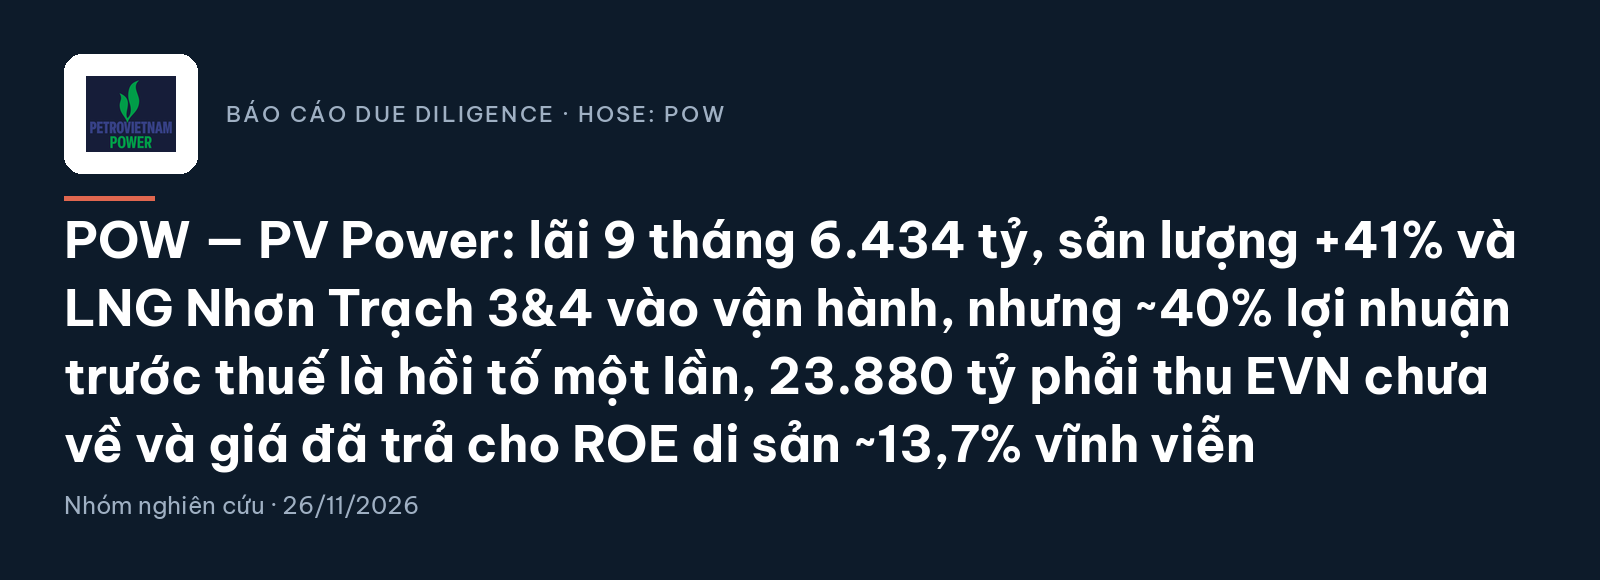 PETROVIETNAM
POWER
BÁO CÁO DUE DILIGENCE · HOSE: POW
POW — PV Power: lãi 9 tháng 6.434 tỷ, sản lượng +41% và
LNG Nhơn Trạch 3&4 vào vận hành, nhưng ~40% lợi nhuận
trước thuế là hồi tố một lần, 23.880 tỷ phải thu EVN chưa
về và giá đã trả cho ROE di sản ~13,7% vĩnh viễn
Nhóm nghiên cứu · 26/11/2026